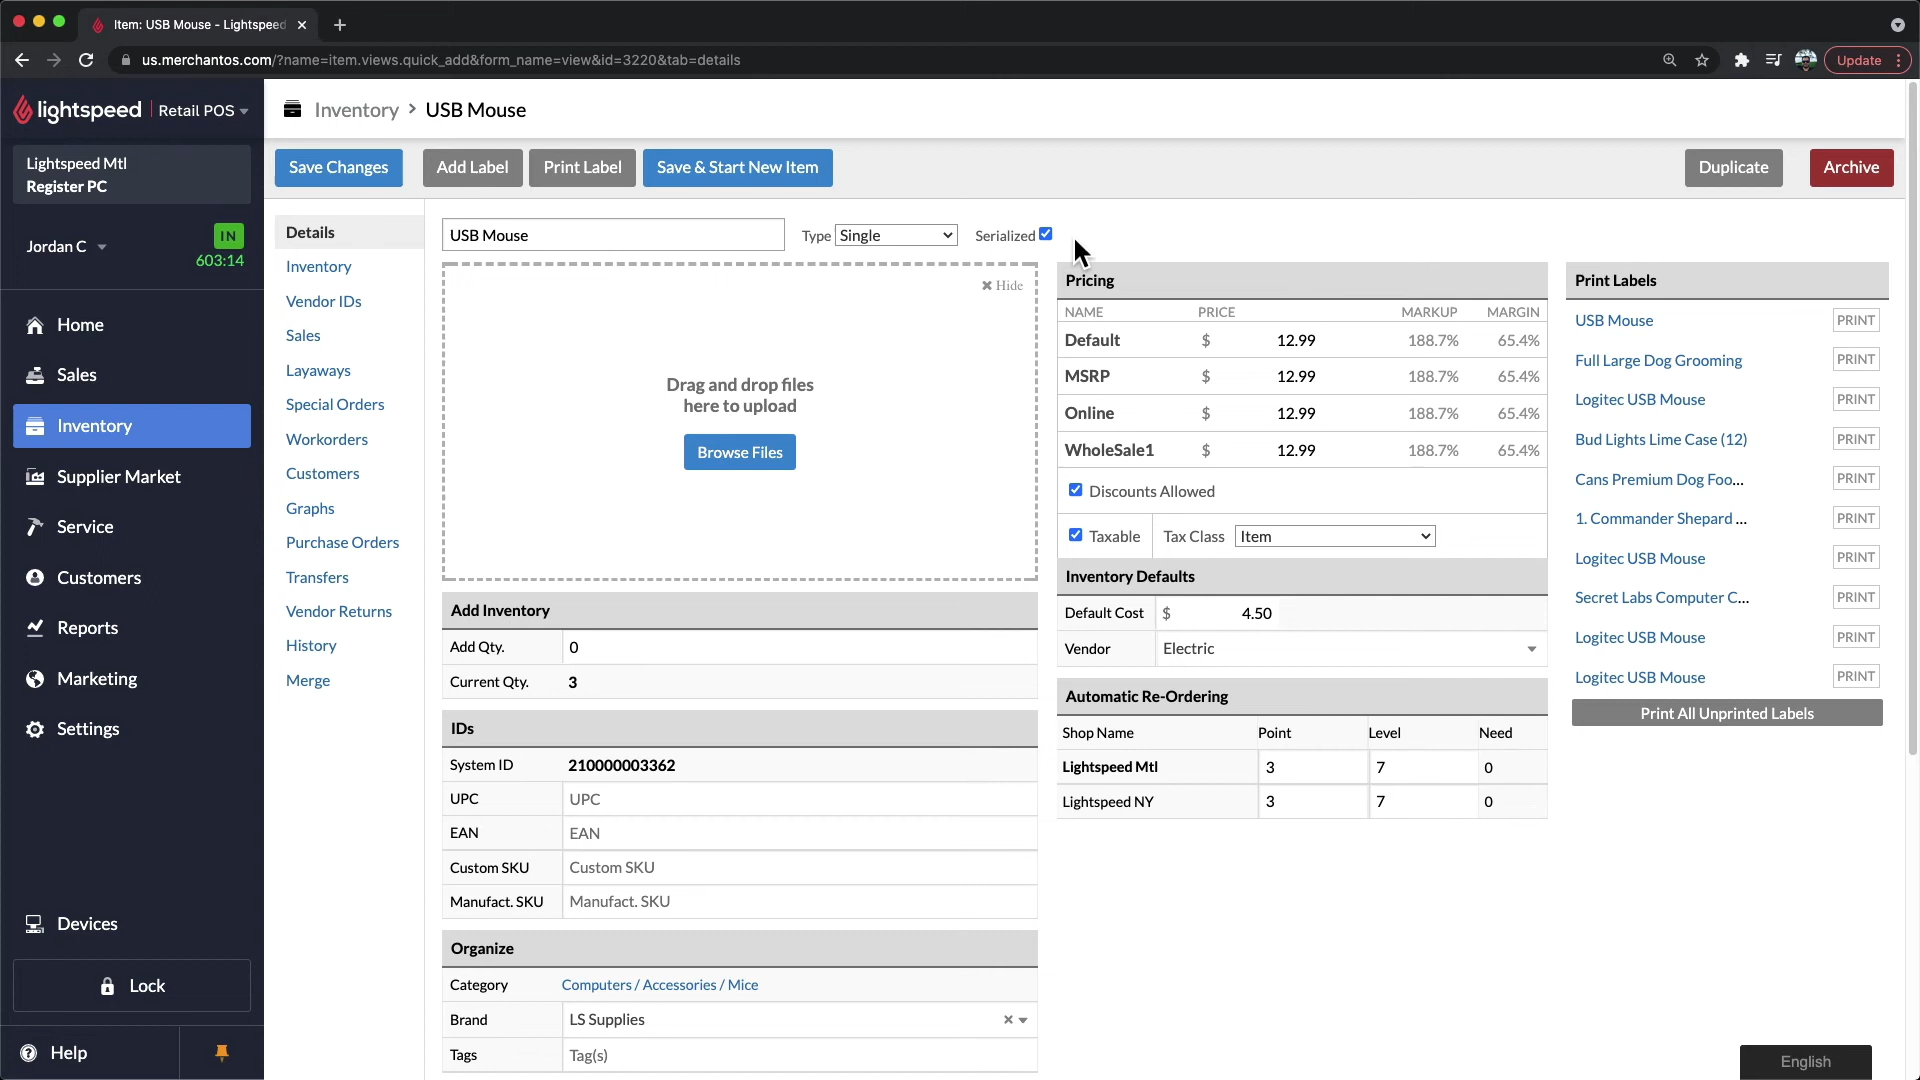 Item: USB Mouse - Lightspeed
us.merchantos.com/?name=item.views.quick_add&form_name=view&id=3220&tab=details
Update
lightspeed Retail POS
Inventory > USB Mouse
Lightspeed Mtl
Register PC
Jordan C
IN
603:14
Home
Sales
Inventory
Supplier Market
Service
Customers
Reports
Marketing
Settings
Devices
Lock
Help
Save Changes
Add Label
Print Label
Save & Start New Item
Duplicate
Archive
Details
Inventory
Vendor IDs
Sales
Layaways
Special Orders
Workorders
Customers
Graphs
Purchase Orders
Transfers
Vendor Returns
History
Merge
USB Mouse
Type Single
Serialized
Hide
Drag and drop files
here to upload
Browse Files
Add Inventory
Add Qty. 0
Current Qty. 3
IDs
System ID 210000003362
UPC UPC
EAN EAN
Custom SKU Custom SKU
Manufact. SKU Manufact. SKU
Organize
Category Computers / Accessories / Mice
Brand LS Supplies
Tags Tag(s)
Pricing
NAME PRICE MARKUP MARGIN
Default $ 12.99 188.7% 65.4%
MSRP $ 12.99 188.7% 65.4%
Online $ 12.99 188.7% 65.4%
WholeSale1 $ 12.99 188.7% 65.4%
Discounts Allowed
Taxable Tax Class Item
Inventory Defaults
Default Cost $ 4.50
Vendor Electric
Automatic Re-Ordering
Shop Name Point Level Need
Lightspeed Mtl 3 7 0
Lightspeed NY 3 7 0
Print Labels
USB Mouse PRINT
Full Large Dog Grooming PRINT
Logitec USB Mouse PRINT
Bud Lights Lime Case (12) PRINT
Cans Premium Dog Foo... PRINT
1. Commander Shepard ... PRINT
Logitec USB Mouse PRINT
Secret Labs Computer C... PRINT
Logitec USB Mouse PRINT
Logitec USB Mouse PRINT
Print All Unprinted Labels
English